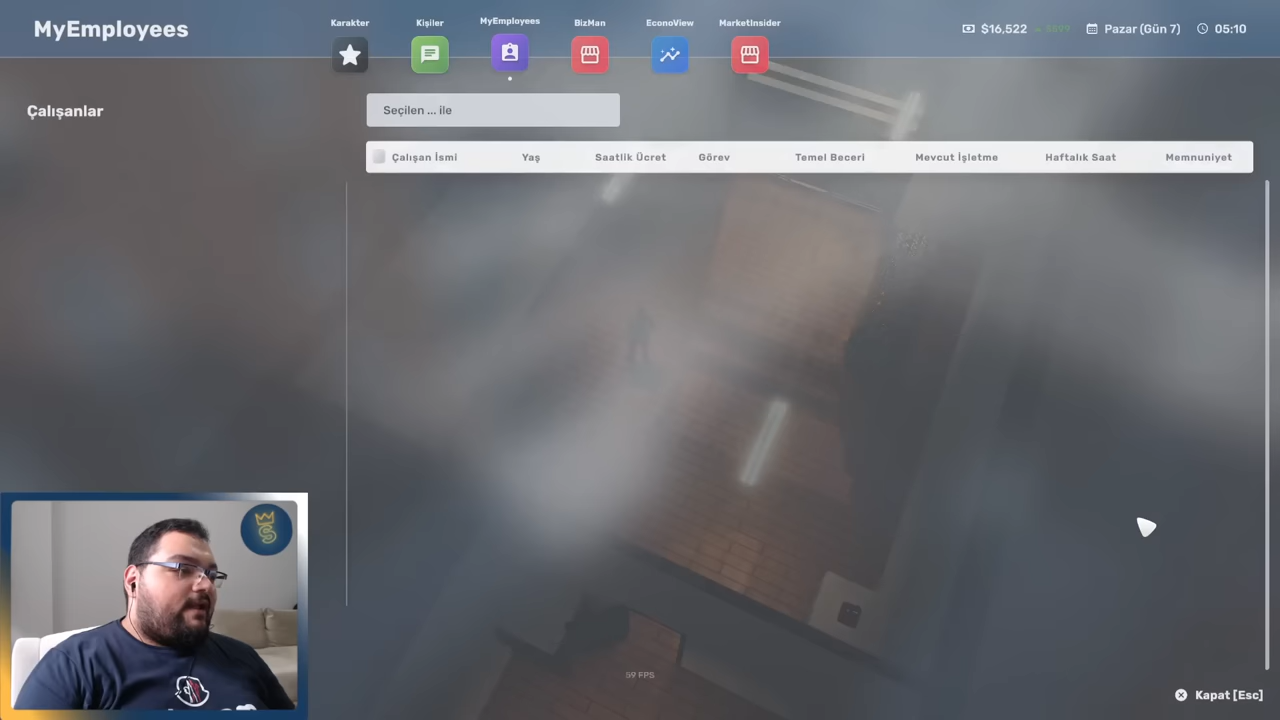 MyEmployees
Karakter
Kişiler
MyEmployees
BizMan
EconoView
MarketInsider
$16,522
Pazar (Gün 7)
05:10
Çalışanlar
Seçilen ... ile
Çalışan İsmi Yaş Saatlik Ücret Görev Temel Beceri Mevcut İşletme Haftalık Saat Memnuniyet
59 FPS
Kapat [Esc]